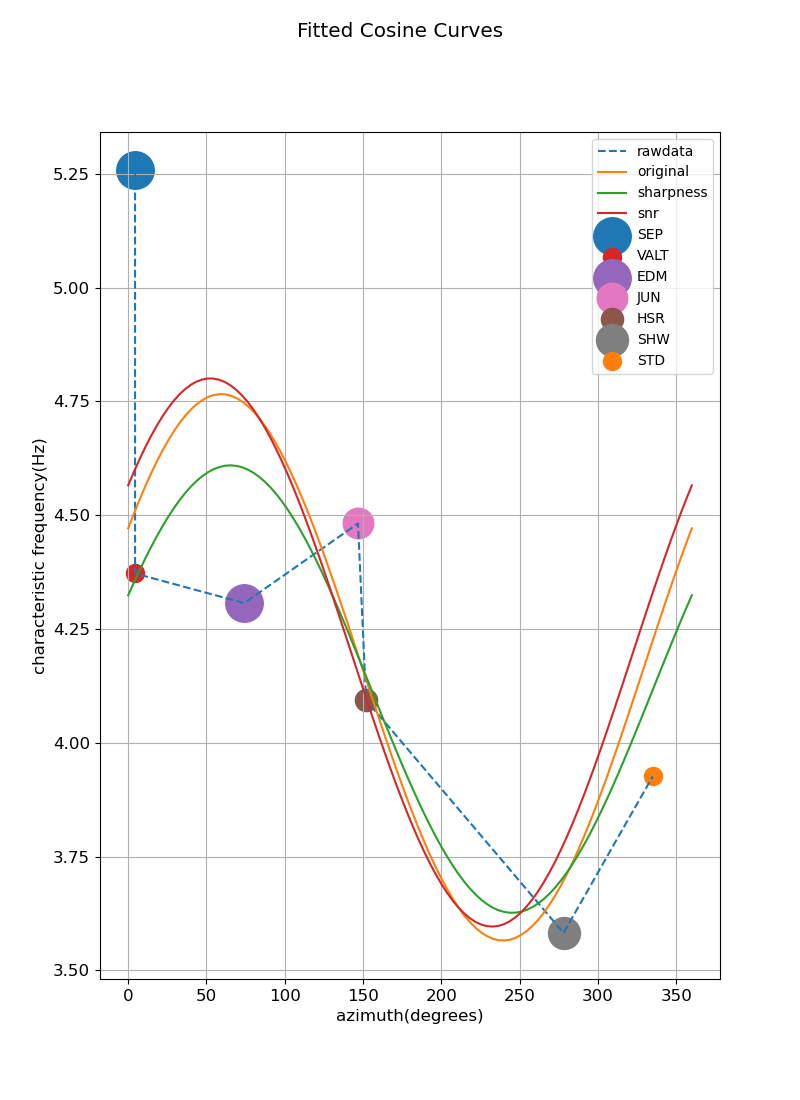 Fitted Cosine Curves
characteristic frequency(Hz)
5.25
5.00
4.75
4.50
4.25
4.00
3.75
3.50
rawdata
original
sharpness
snr
SEP
VALT
EDM
JUN
HSR
SHW
STD
0 50 100 150 200 250 300 350
azimuth(degrees)